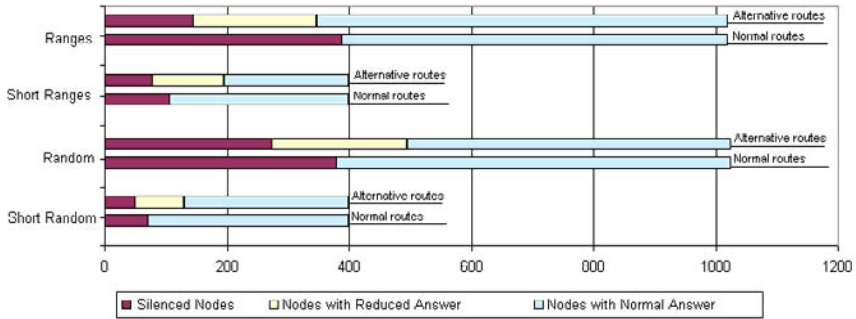 Alternative routes
Ranges
Normal routes
Alternative routes
Short Ranges
Normal routes
Alternative routes
Random
Normal routes
Alternative routes
Short Random
Normal routes
0 200 400 600 800 1000 1200
Silenced Nodes Nodes with Reduced Answer Nodes with Normal Answer